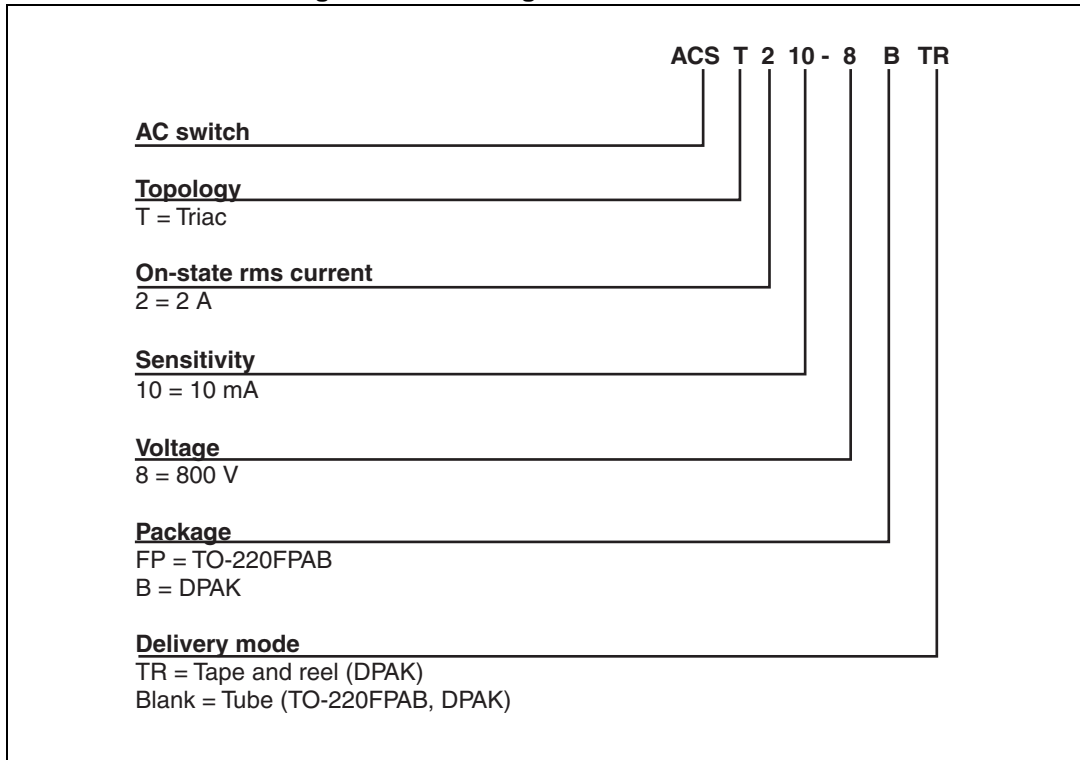 ACS T 2 10 - 8 B TR
AC switch
Topology
T = Triac
On-state rms current
2 = 2 A
Sensitivity
10 = 10 mA
Voltage
8 = 800 V
Package
FP = TO-220FPAB
B = DPAK
Delivery mode
TR = Tape and reel (DPAK)
Blank = Tube (TO-220FPAB, DPAK)